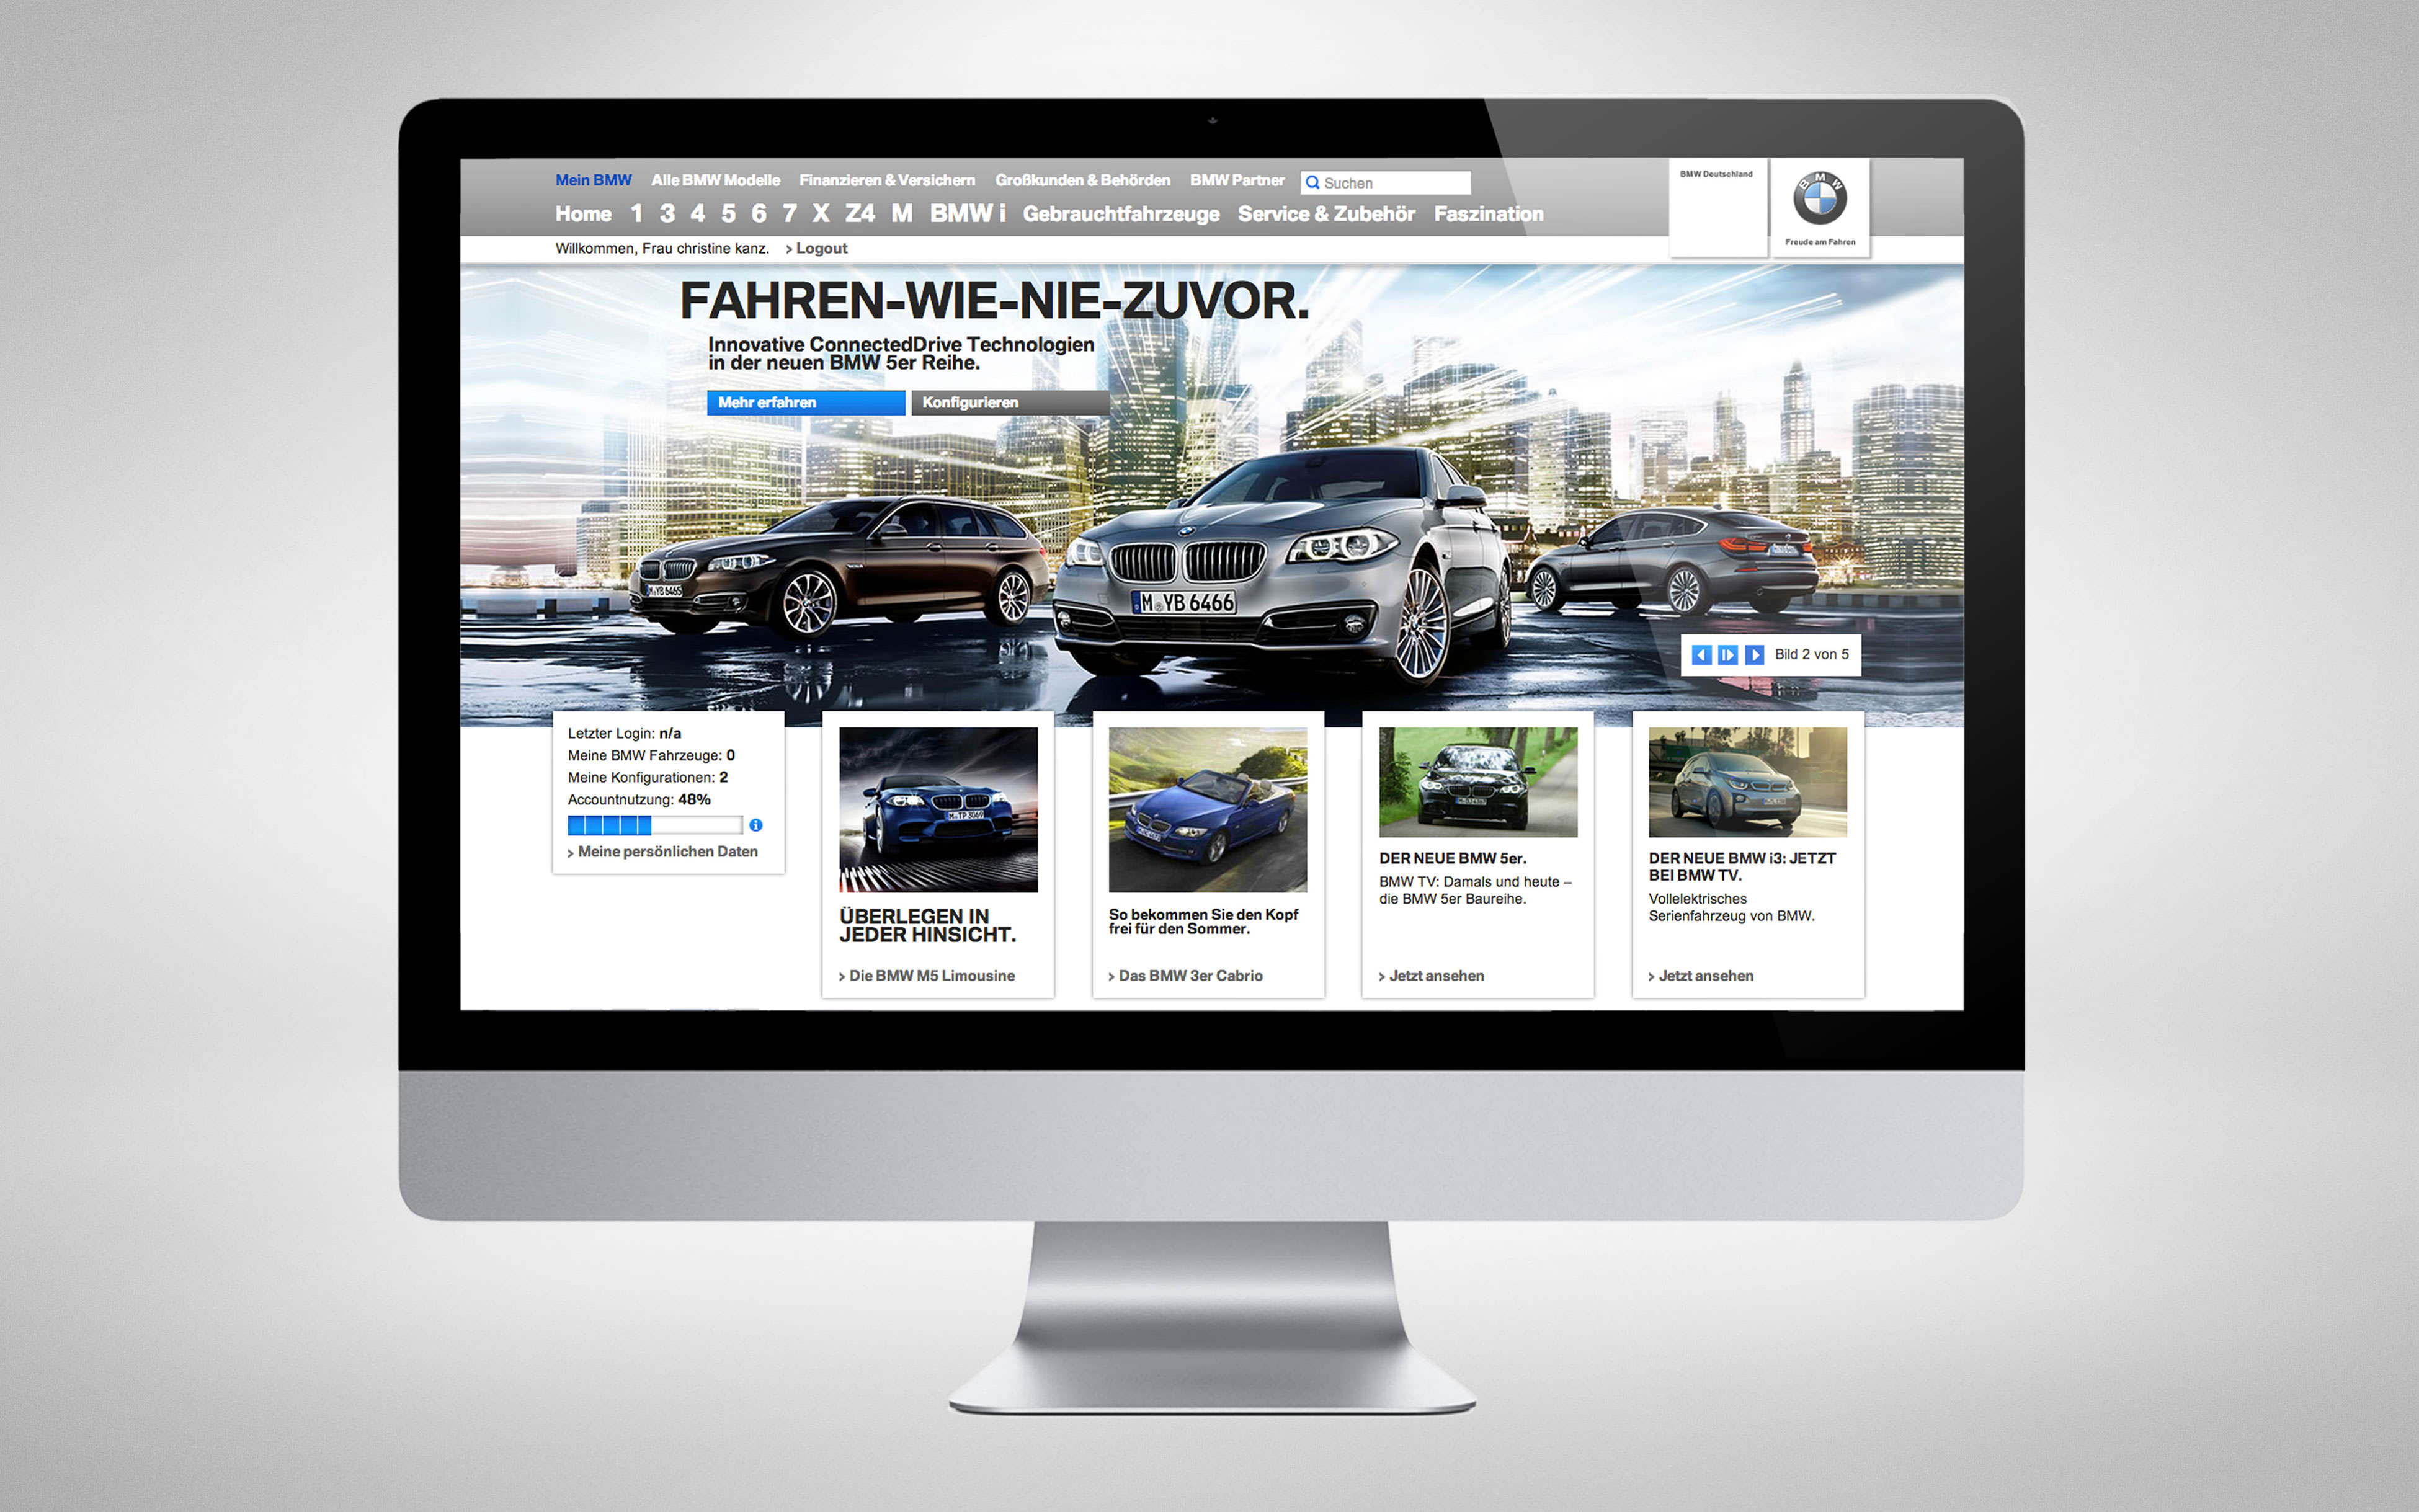 Mein BMW Alle BMW Modelle Finanzieren & Versichern Großkunden & Behörden BMW Partner Suchen
Home 1 3 4 5 6 7 X Z4 M BMW i Gebrauchtfahrzeuge Service & Zubehör Faszination
BMW Deutschland
BMW
Freude am Fahren
Willkommen, Frau christine kanz. > Logout
FAHREN-WIE-NIE-ZUVOR.
Innovative ConnectedDrive Technologien
in der neuen BMW 5er Reihe.
Mehr erfahren Konfigurieren
M YB 6465
M YB 6466
Bild 2 von 5
Letzter Login: n/a
Meine BMW Fahrzeuge: 0
Meine Konfigurationen: 2
Accountnutzung: 48%
> Meine persönlichen Daten
M TP 3069
ÜBERLEGEN IN
JEDER HINSICHT.
> Die BMW M5 Limousine
So bekommen Sie den Kopf
frei für den Sommer.
> Das BMW 3er Cabrio
DER NEUE BMW 5er.
BMW TV: Damals und heute –
die BMW 5er Baureihe.
> Jetzt ansehen
DER NEUE BMW i3: JETZT
BEI BMW TV.
Vollelektrisches
Serienfahrzeug von BMW.
> Jetzt ansehen